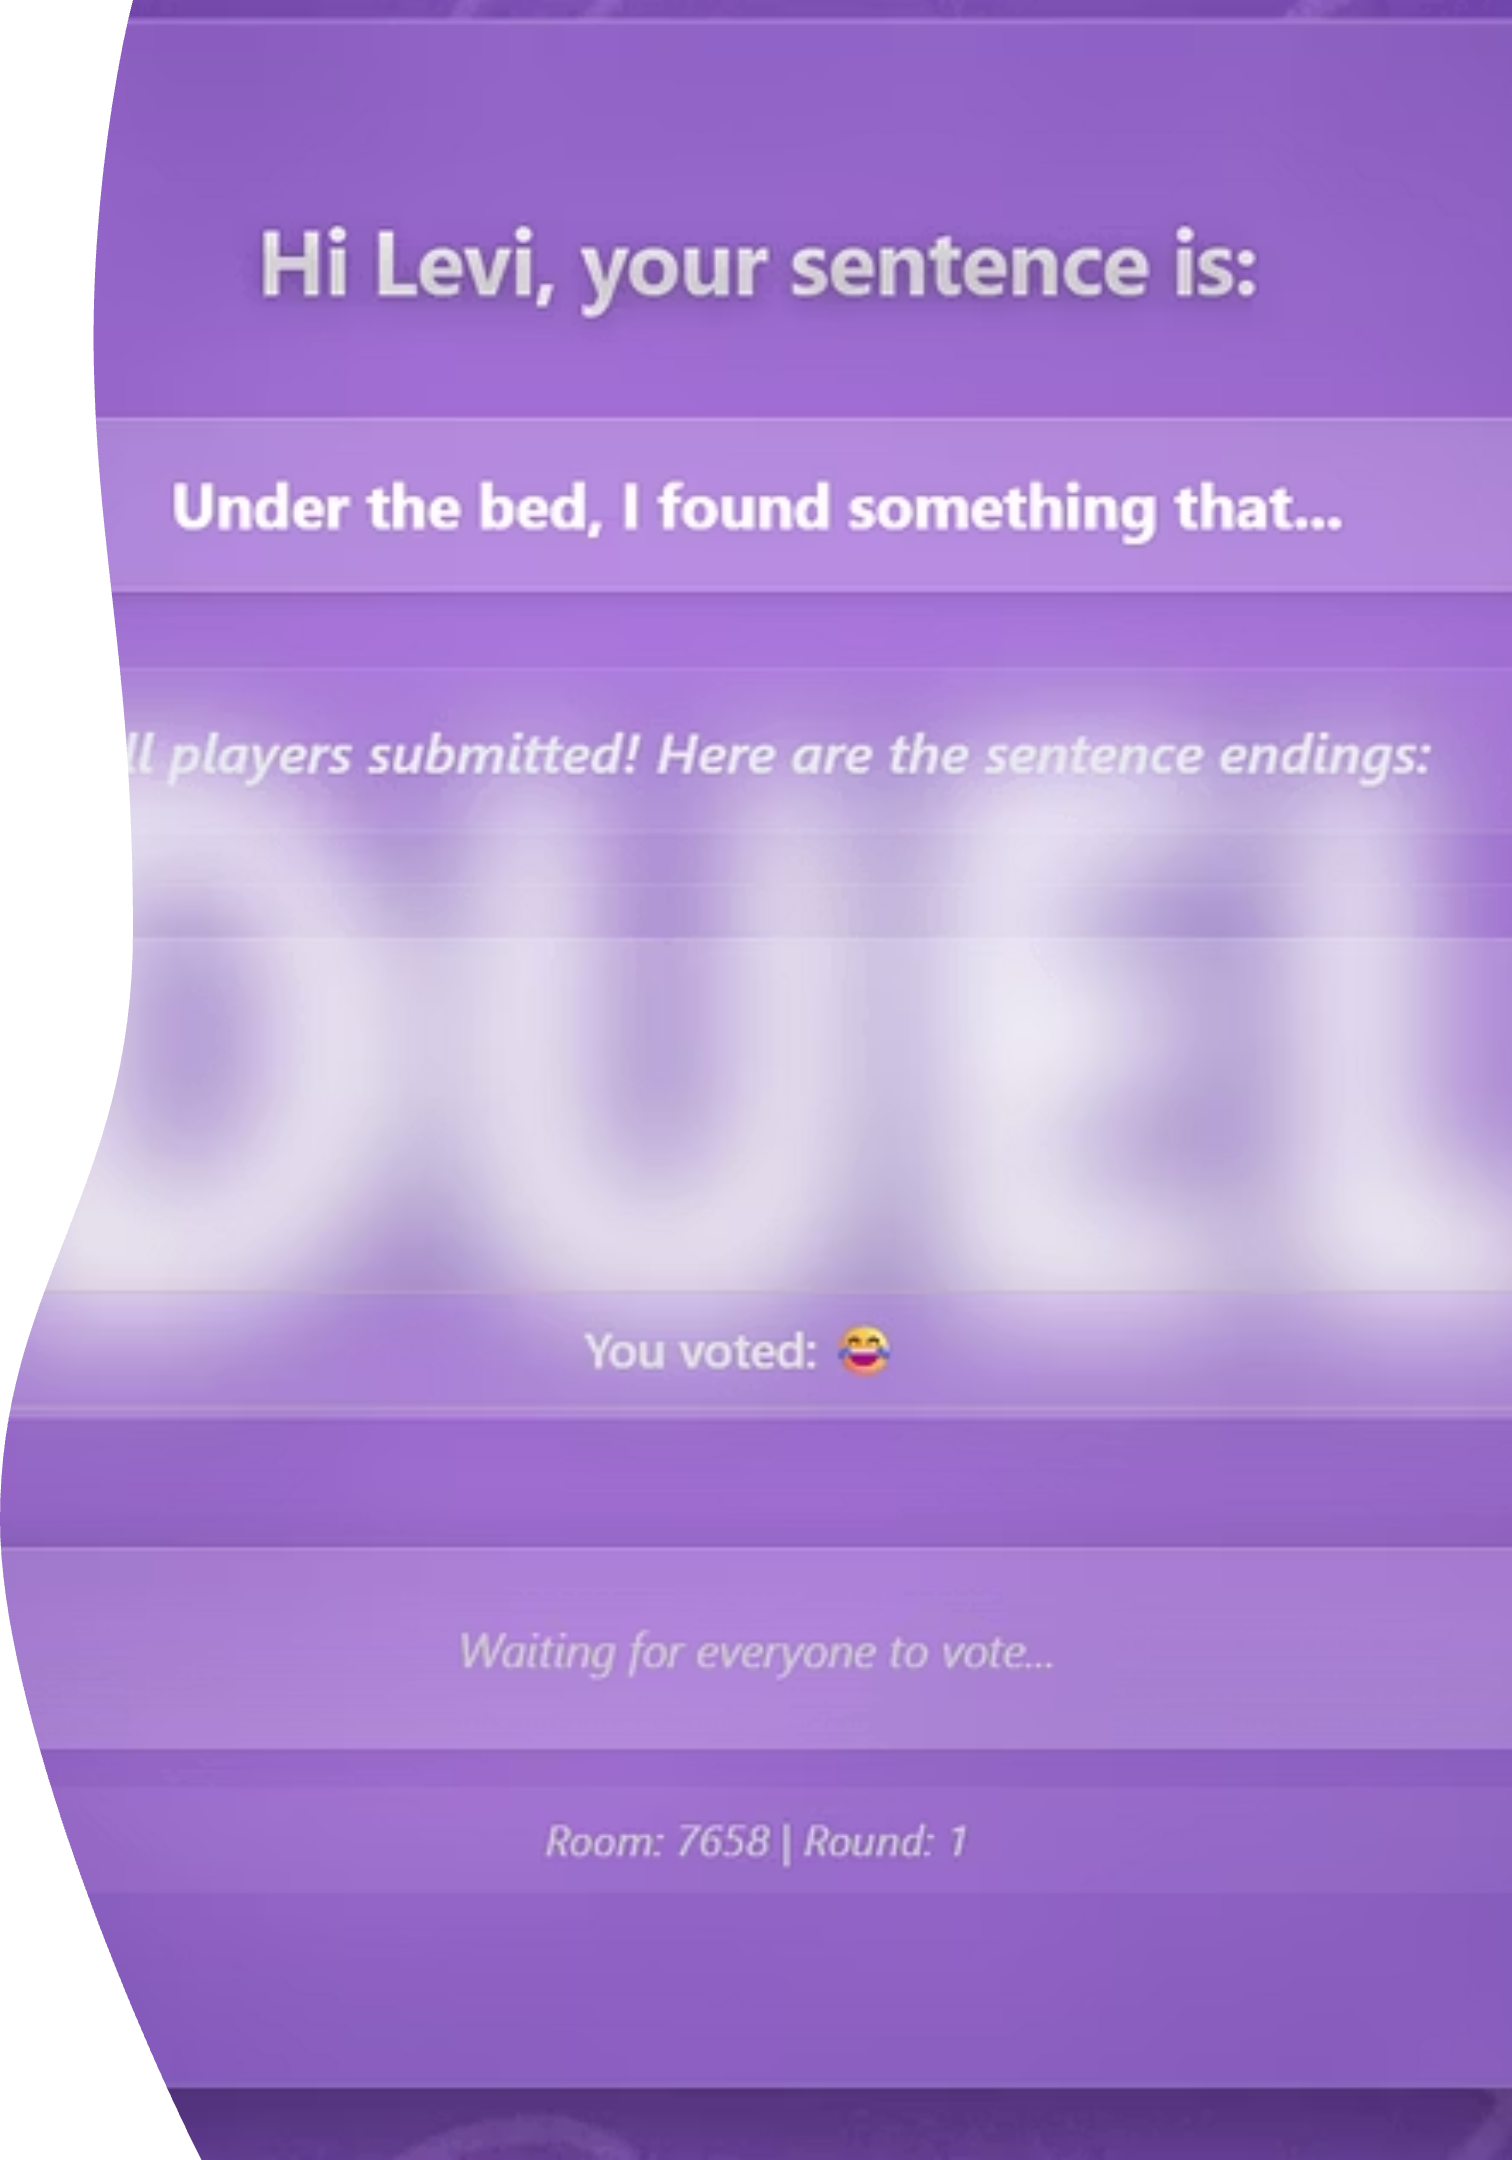 Hi Levi, your sentence is:
Under the bed, I found something that...
players submitted! Here are the sentence endings:
DUEL
You voted: 😂
Waiting for everyone to vote...
Room: 7658 | Round: 1